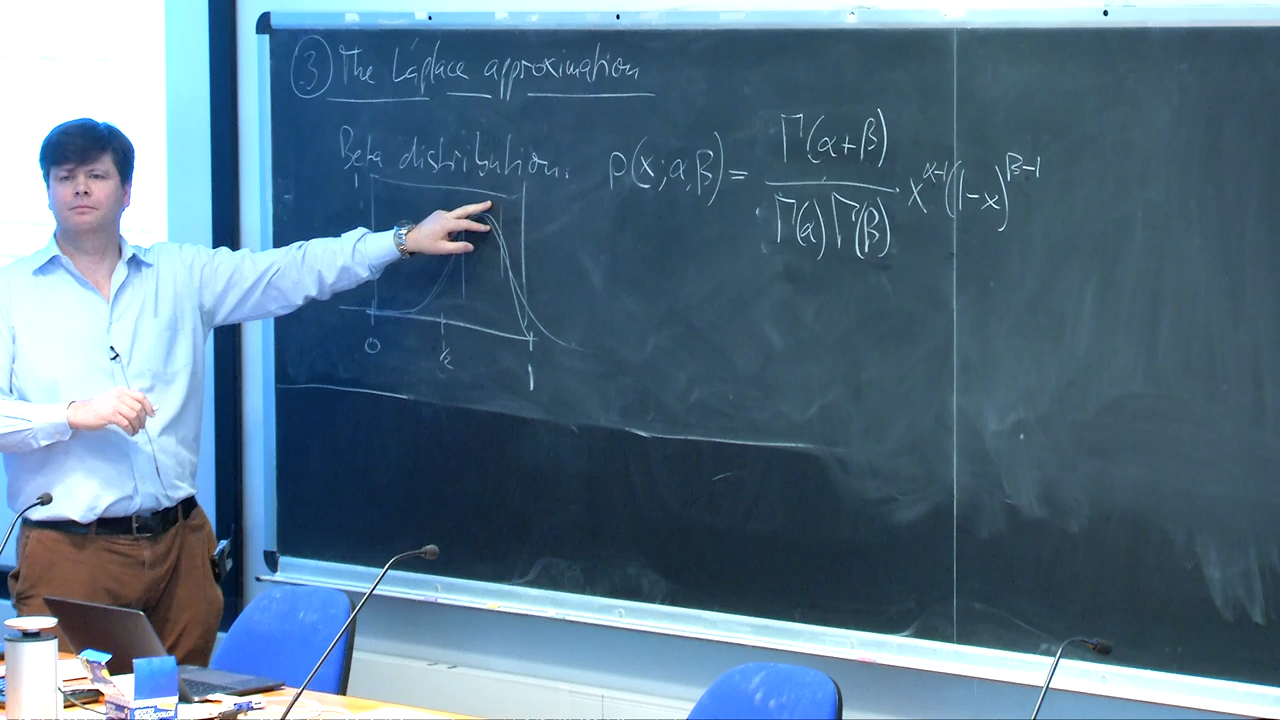 ③ The Laplace approximation
Beta distribution. p(x;α,β) = Γ(α+β) / Γ(α)Γ(β) x^α-1 (1-x)^β-1
1
0 ½ 1